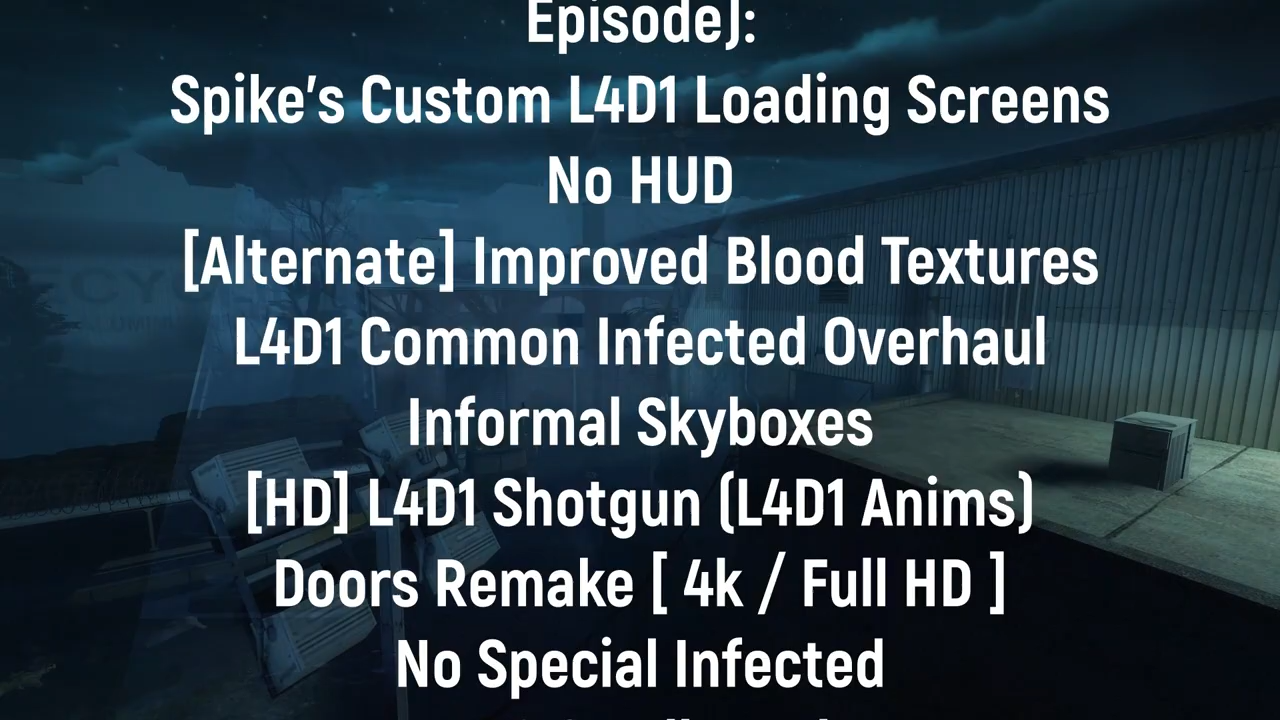 Episode]:
Spike's Custom L4D1 Loading Screens
No HUD
[Alternate] Improved Blood Textures
L4D1 Common Infected Overhaul
Informal Skyboxes
[HD] L4D1 Shotgun (L4D1 Anims)
Doors Remake [ 4k / Full HD ]
No Special Infected